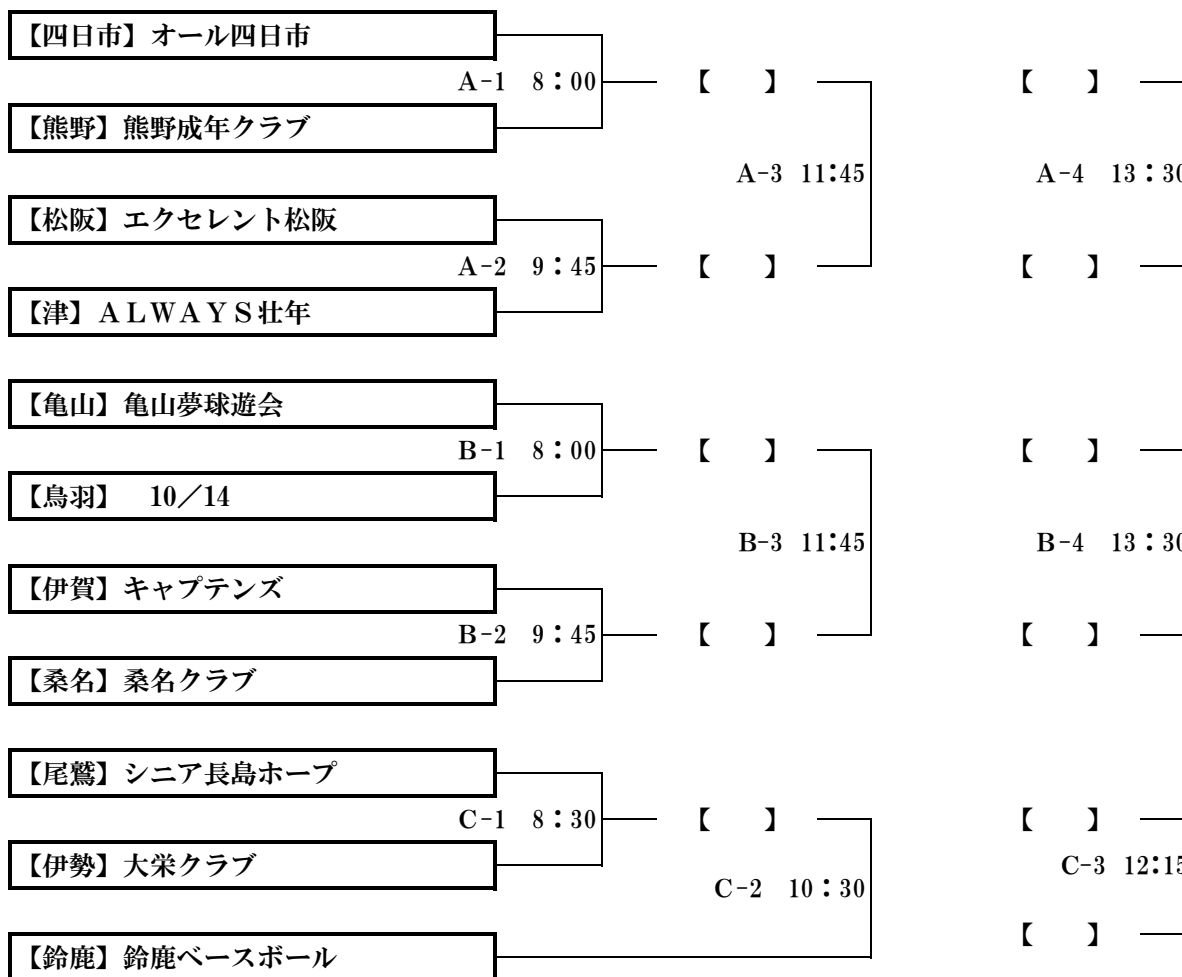 【四日市】オール四日市
A-1 8:00 【 】 【 】
【熊野】熊野成年クラブ
A-3 11:45 A-4 13:30
【松阪】エクセレント松阪
A-2 9:45 【 】 【 】
【津】ALWAYS壮年
【亀山】亀山夢球遊会
B-1 8:00 【 】 【 】
【鳥羽】 10/14
B-3 11:45 B-4 13:30
【伊賀】キャプテンズ
B-2 9:45 【 】 【 】
【桑名】桑名クラブ
【尾鷲】シニア長島ホープ
C-1 8:30 【 】 【 】
【伊勢】大栄クラブ
C-3 12:15
C-2 10:30
【 】
【鈴鹿】鈴鹿ベースボール